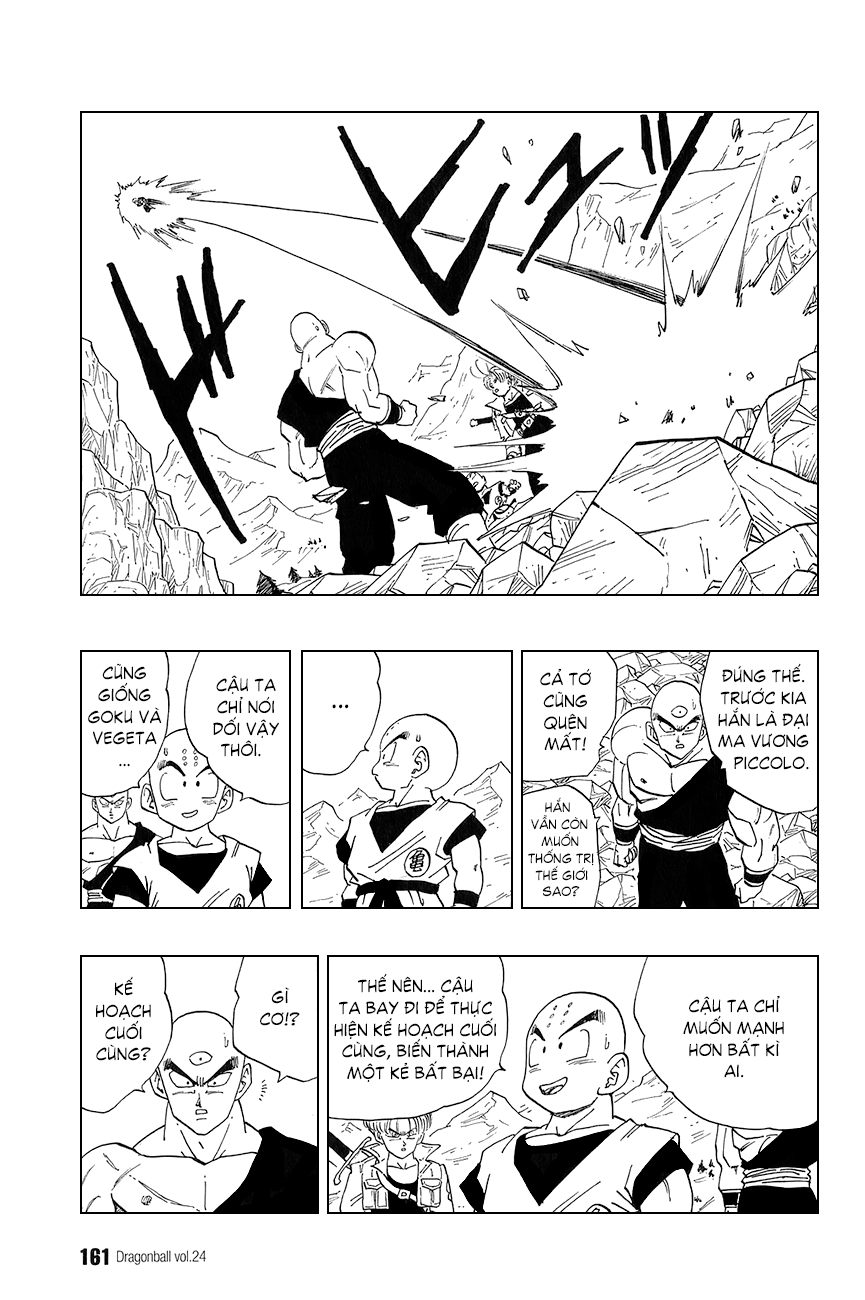 ドドヒュッ
ĐÚNG THẾ.
TRƯỚC KIA
HẮN LÀ ĐẠI
MA VƯƠNG
PICCOLO.
CẢ TỚ
CŨNG
QUÊN
MẤT!
HẮN
VẪN CÒN
MUỐN
THỐNG TRỊ
THẾ GIỚI
SAO?
...
CẬU TA
CHỈ NÓI
DỐI VẬY
THÔI.
CŨNG
GIỐNG
GOKU VÀ
VEGETA
...
CẬU TA CHỈ
MUỐN MẠNH
HƠN BẤT KÌ
AI.
THẾ NÊN... CẬU
TA BAY ĐI ĐỂ THỰC
HIỆN KẾ HOẠCH CUỐI
CÙNG, BIẾN THÀNH
MỘT KẺ BẤT BẠI!
GÌ
CƠ!?
KẾ
HOẠCH
CUỐI
CÙNG?
161 Dragonball vol.24